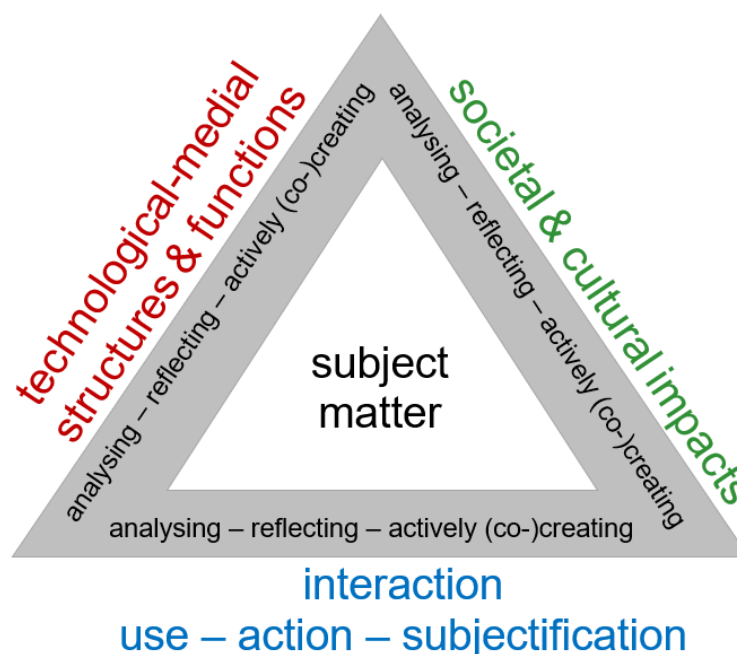 technological-medial
structures & functions
analysing – reflecting – actively (co-)creating
societal & cultural impacts
analysing – reflecting – actively (co-)creating
subject
matter
analysing – reflecting – actively (co-)creating
interaction
use – action – subjectification